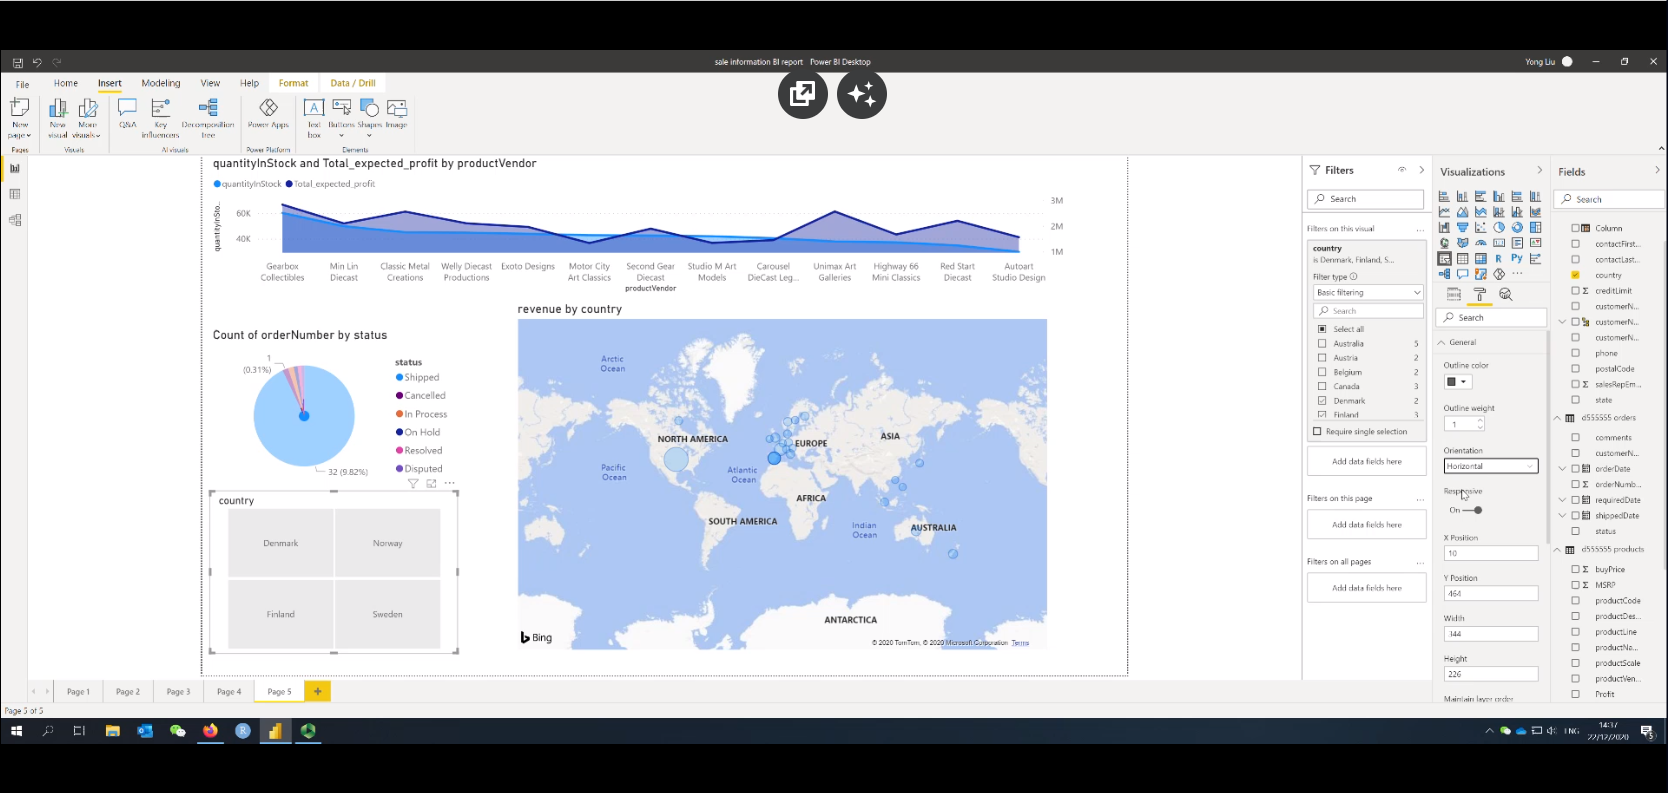 sale information BI report   Power BI Desktop
Yong Liu
File Home Insert Modeling View Help Format Data / Drill
New page
New visual
More visuals
Q&A
Key influencers
Decomposition tree
Power Apps
Text box
Buttons
Shapes
Image
Pages
Visuals
AI visuals
Power Platform
Elements
quantityInStock and Total_expected_profit by productVendor
quantityInStock Total_expected_profit
quantityInSto...
60K
40K
3M
2M
1M
Gearbox Collectibles
Min Lin Diecast
Classic Metal Creations
Welly Diecast Productions
Exoto Designs
Motor City Art Classics
Second Gear Diecast
Studio M Art Models
Carousel DieCast Leg...
Unimax Art Galleries
Highway 66 Mini Classics
Red Start Diecast
Autoart Studio Design
productVendor
Count of orderNumber by status
1
(0.31%)
32 (9.82%)
status
Shipped
Cancelled
In Process
On Hold
Resolved
Disputed
country
Denmark
Norway
Finland
Sweden
revenue by country
Arctic Ocean
NORTH AMERICA
EUROPE
ASIA
Pacific Ocean
Atlantic Ocean
AFRICA
SOUTH AMERICA
Indian Ocean
AUSTRALIA
ANTARCTICA
Bing
© 2020 TomTom, © 2020 Microsoft Corporation Terms
Filters
Search
Filters on this visual ...
country
is Denmark, Finland, S...
Filter type
Basic filtering
Search
Select all
Australia 5
Austria 2
Belgium 2
Canada 3
Denmark 2
Finland 3
Require single selection
Add data fields here
Filters on this page ...
Add data fields here
Filters on all pages ...
Add data fields here
Visualizations
R Py
...
Search
General
Outline color
Outline weight
1
Orientation
Horizontal
Responsive
On
X Position
10
Y Position
464
Width
344
Height
226
Maintain layer order
Fields
Search
Column
contactFirst...
contactLast...
country
Σ creditLimit
customerN...
customerN...
customerN...
phone
postalCode
Σ salesRepEm...
state
d555555 orders
comments
customerN...
orderDate
Σ orderNumb...
requiredDate
shippedDate
status
d555555 products
Σ buyPrice
Σ MSRP
productCode
productDes...
productLine
productNa...
productScale
productVen...
Profit
Page 1
Page 2
Page 3
Page 4
Page 5
+
Page 5 of 5
R
ENG
14:37
22/12/2020
5